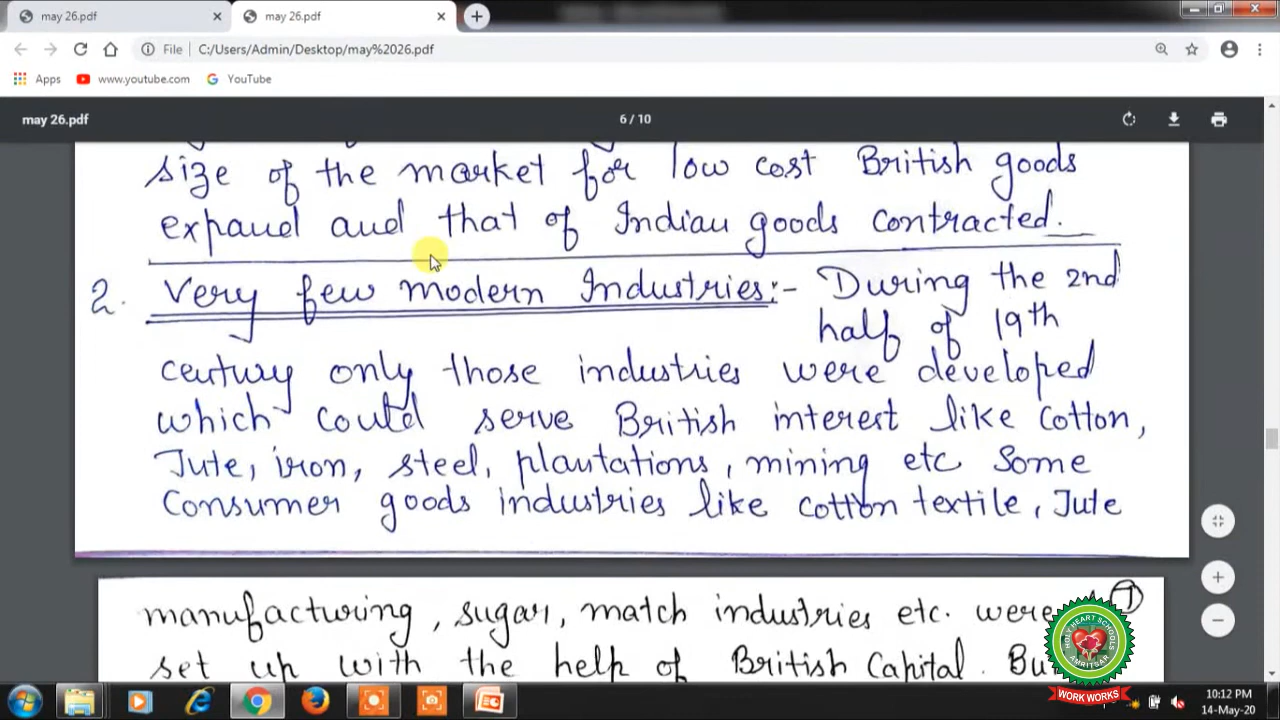 may 26.pdf
may 26.pdf
File C:/Users/Admin/Desktop/may%2026.pdf
Apps www.youtube.com YouTube
may 26.pdf 6 / 10
size of the market for low cost British goods
expand and that of Indian goods contracted.
2. Very few modern Industries:- During the 2nd
half of 19th
century only those industries were developed
which could serve British interest like cotton,
Jute, iron, steel, plantations, mining etc Some
Consumer goods industries like cotton textile, Jute
7
manufacturing, sugar, match industries etc. were
set up with the help of British Capital. Bu
HOLY HEART SCHOOLS
AMRITSAR
WORK WORKS
10:12 PM
14-May-20